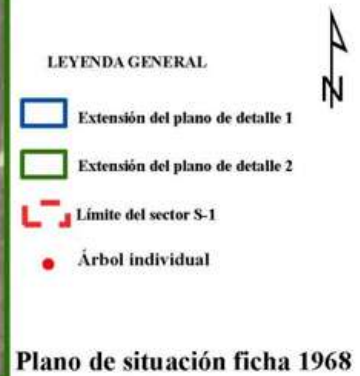 N
LEYENDA GENERAL
Extensión del plano de detalle 1
Extensión del plano de detalle 2
Límite del sector S-1
Árbol individual
Plano de situación ficha 1968